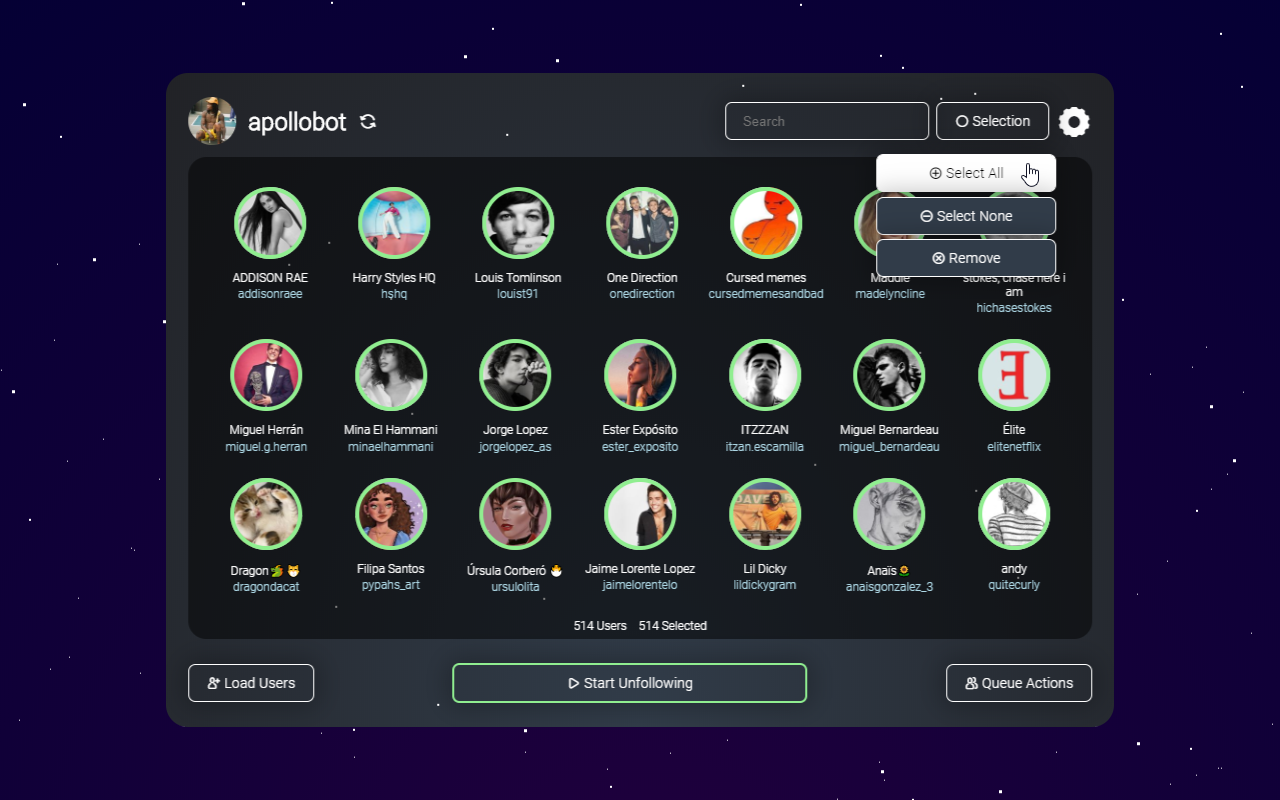 apollobot
Search
Selection
Select All
Select None
Remove
ADDISON RAE
addisonraee
Harry Styles HQ
hshq
Louis Tomlinson
louist91
One Direction
onedirection
Cursed memes
cursedmemesandbad
Maddie
madelyncline
stokes, chase here i
am
hichasestokes
Miguel Herrán
miguel.g.herran
Mina El Hammani
minaelhammani
Jorge Lopez
jorgelopez_as
Ester Expósito
ester_exposito
ITZZZAN
itzan.escamilla
Miguel Bernardeau
miguel_bernardeau
E
Élite
elitenetflix
Dragon🐉🐱
dragondacat
Filipa Santos
pypahs_art
Úrsula Corberó 🐣
ursulolita
Jaime Lorente Lopez
jaimelorentelo
DAVE
Lil Dicky
lildickygram
Anaïs🌻
anaisgonzalez_3
andy
quitecurly
514 Users 514 Selected
Load Users
Start Unfollowing
Queue Actions